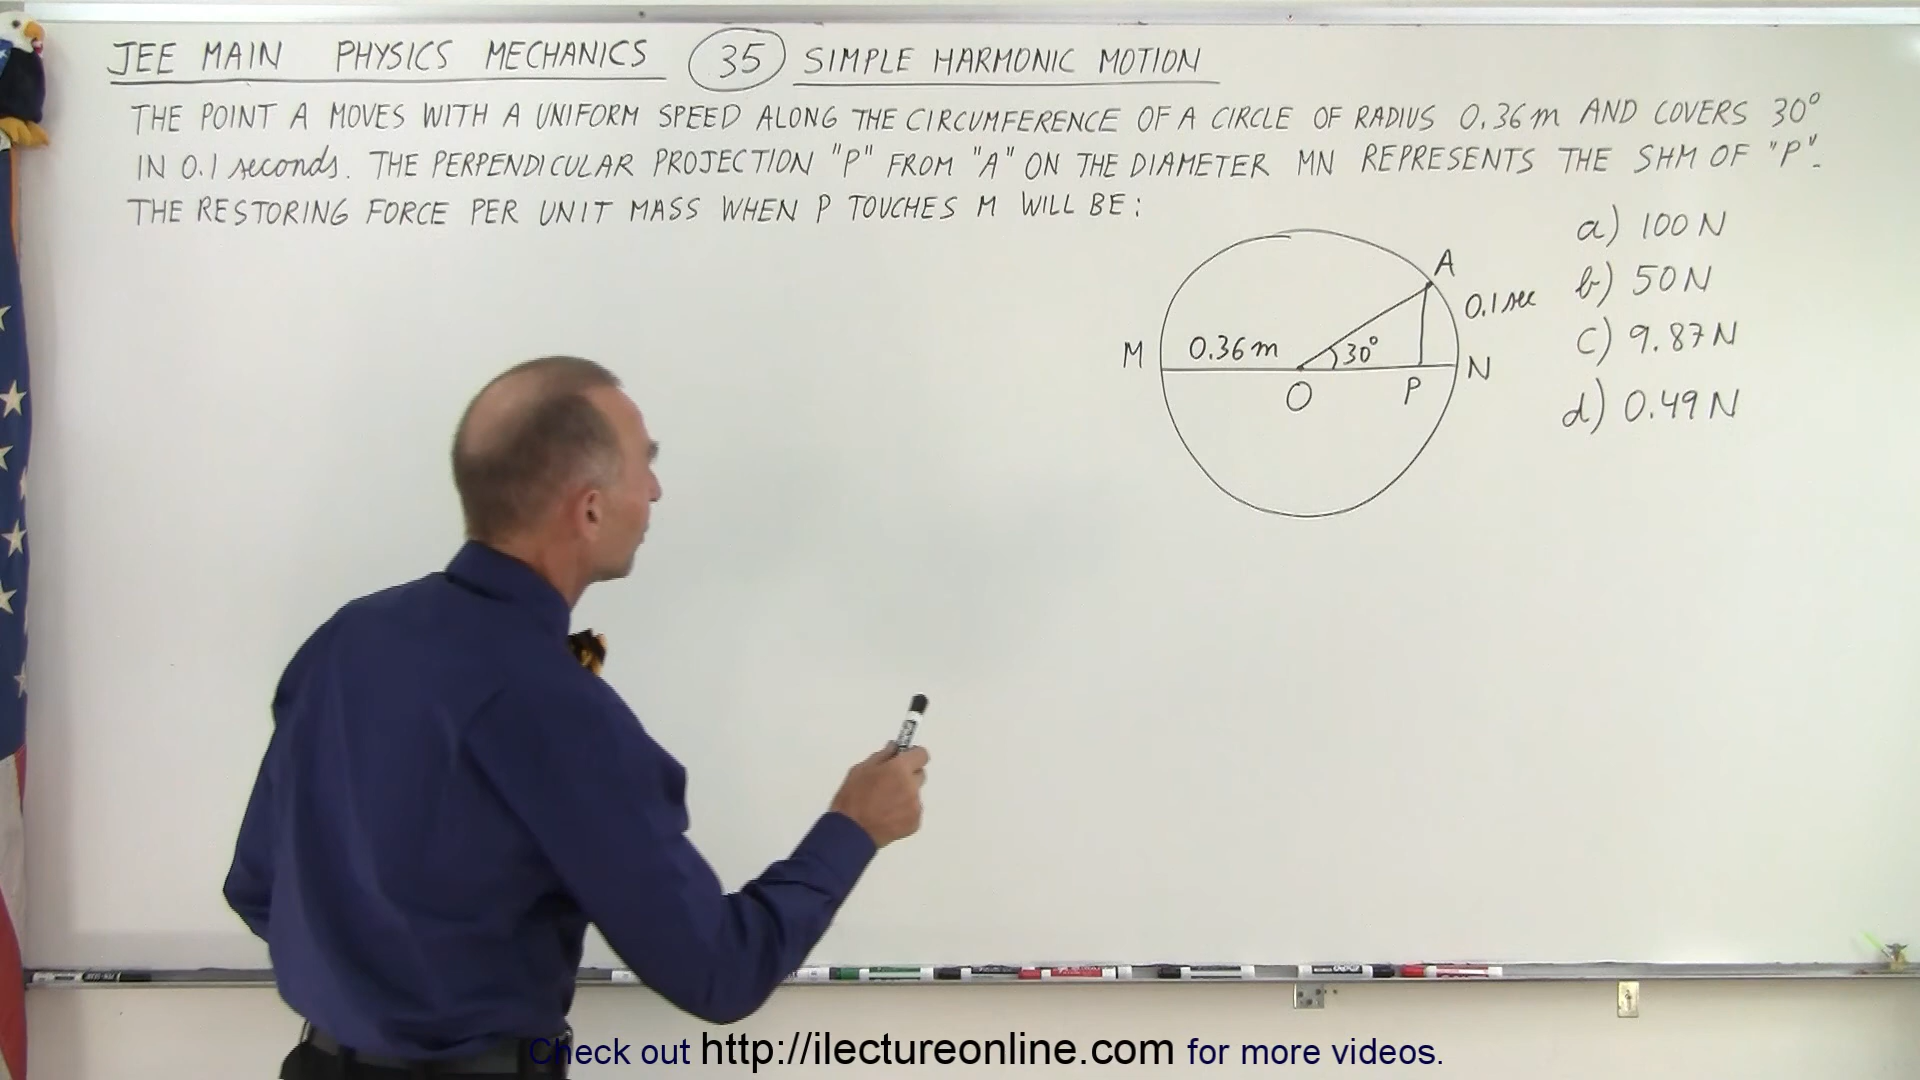 JEE MAIN PHYSICS MECHANICS 35 SIMPLE HARMONIC MOTION
THE POINT A MOVES WITH A UNIFORM SPEED ALONG THE CIRCUMFERENCE OF A CIRCLE OF RADIUS 0.36m AND COVERS 30°
IN 0.1 seconds. THE PERPENDICULAR PROJECTION "P" FROM "A" ON THE DIAMETER MN REPRESENTS THE SHM OF "P".
THE RESTORING FORCE PER UNIT MASS WHEN P TOUCHES M WILL BE:
a) 100 N
b) 50 N
c) 9.87 N
d) 0.49 N
A
0.1 sec
M 0.36m 30° N
O P
Check out http://ilectureonline.com for more videos.